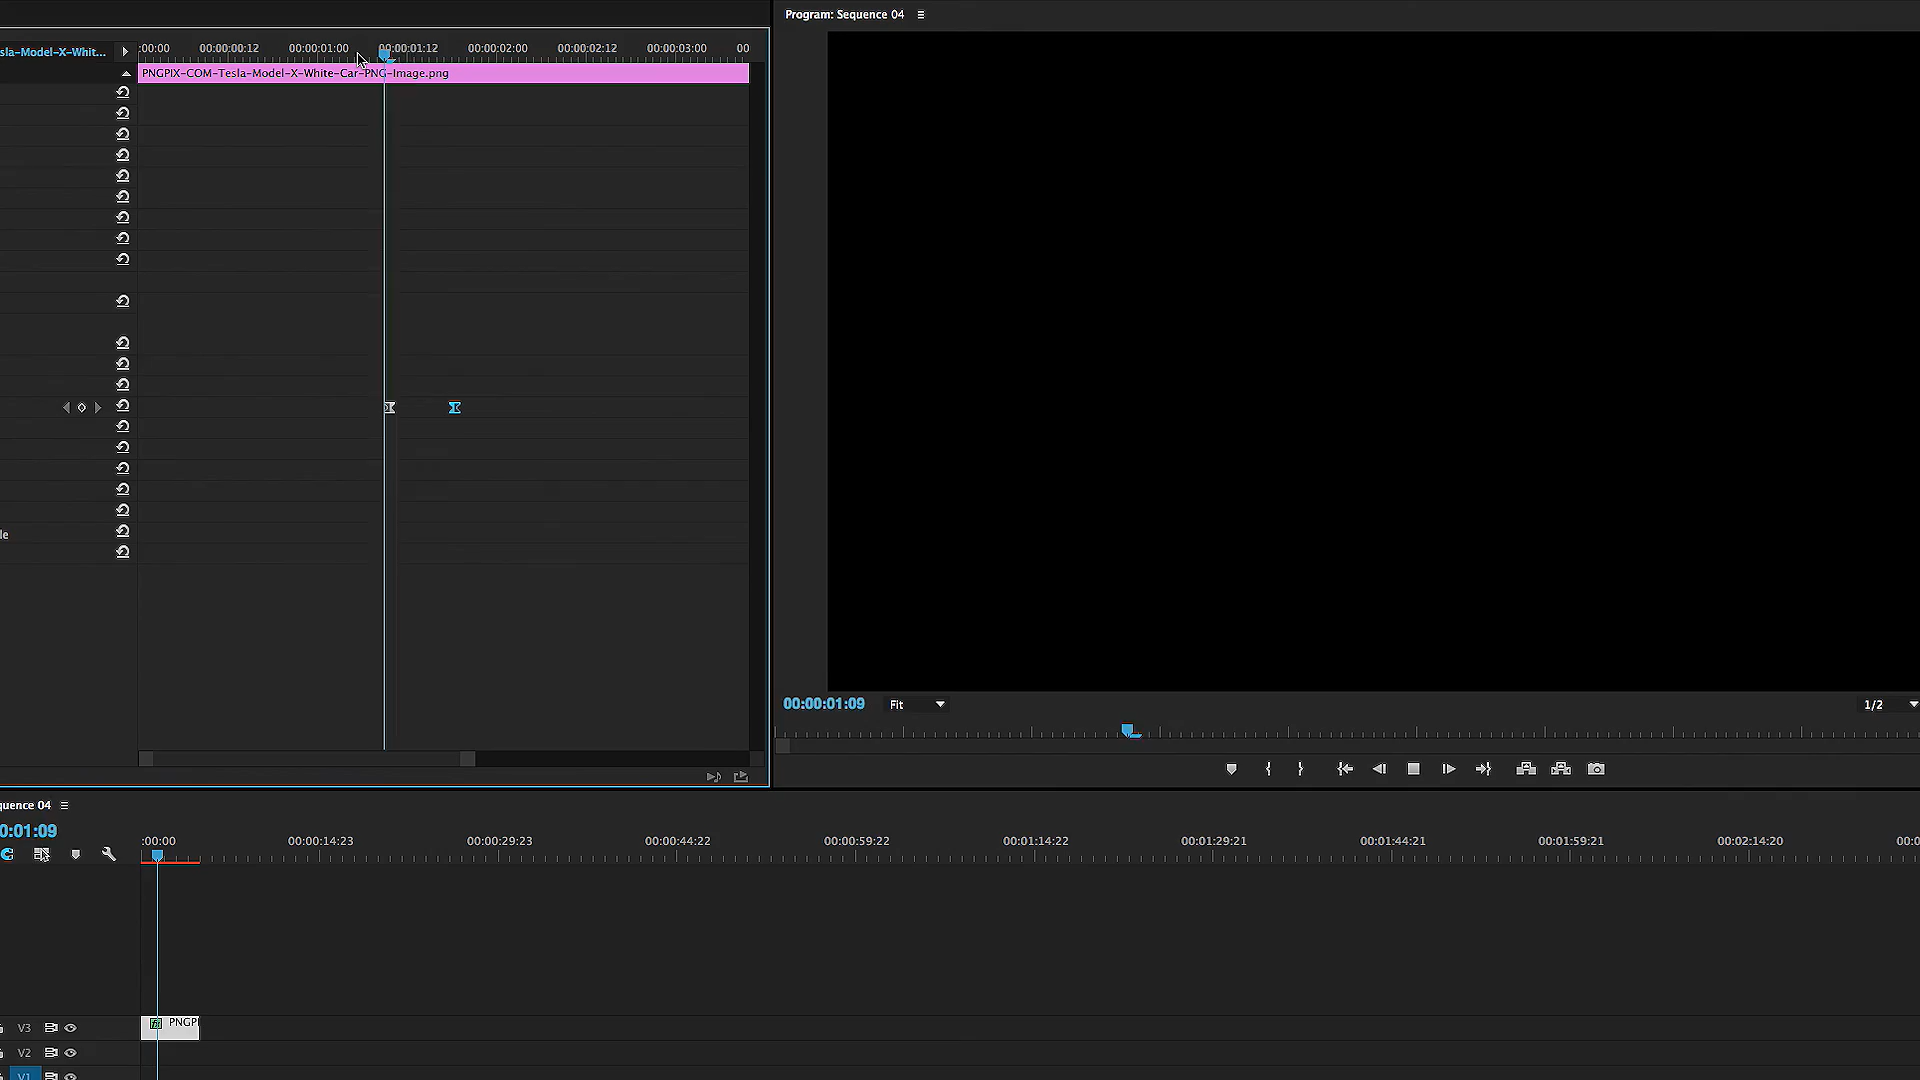 Program: Sequence 04
sla-Model-X-Whit...
:00:00 00:00:00:12 00:00:01:00 00:00:01:12 00:00:02:00 00:00:02:12 00:00:03:00 00
PNGPIX-COM-Tesla-Model-X-White-Car-PNG-Image.png
le
00:00:01:09 Fit 1/2
quence 04
0:01:09
:00:00 00:00:14:23 00:00:29:23 00:00:44:22 00:00:59:22 00:01:14:22 00:01:29:21 00:01:44:21 00:01:59:21 00:02:14:20 00:0
fx PNGPI
V3
V2
V1